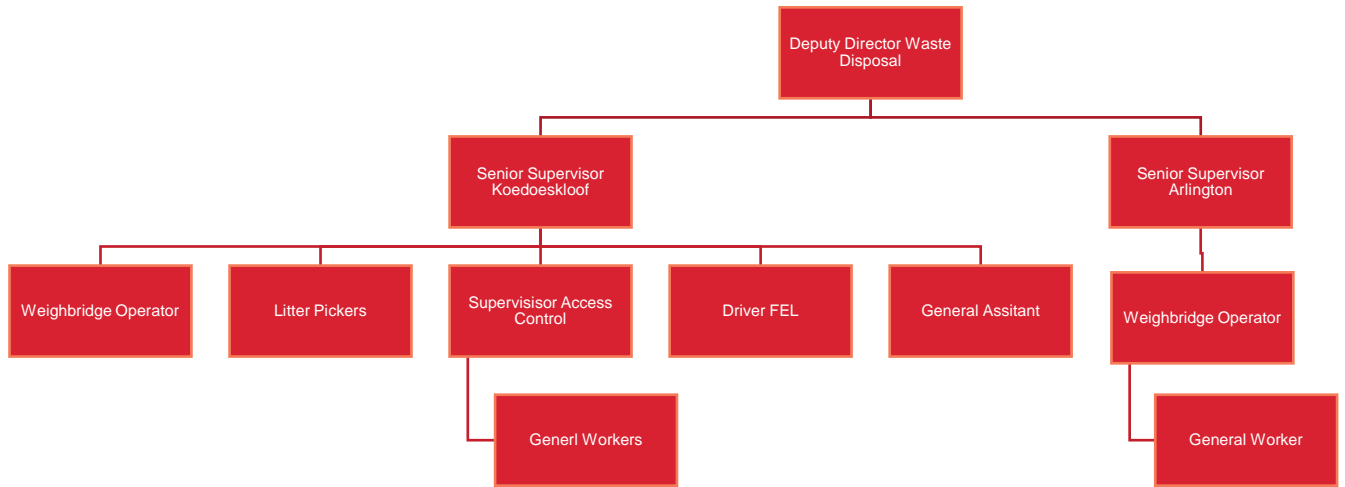 Deputy Director Waste
Disposal
Senior Supervisor
Koedoeskloof
Senior Supervisor
Arlington
Weighbridge Operator
Litter Pickers
Supervisisor Access
Control
Driver FEL
General Assitant
Weighbridge Operator
Generl Workers
General Worker